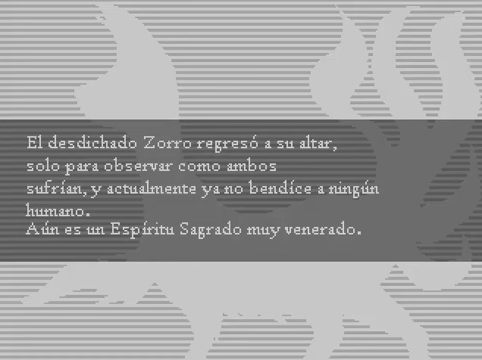 El desdichado Zorro regresó a su altar,
solo para observar como ambos
sufrían, y actualmente ya no bendíce a ningún
humano.
Aún es un Espíritu Sagrado muy venerado.